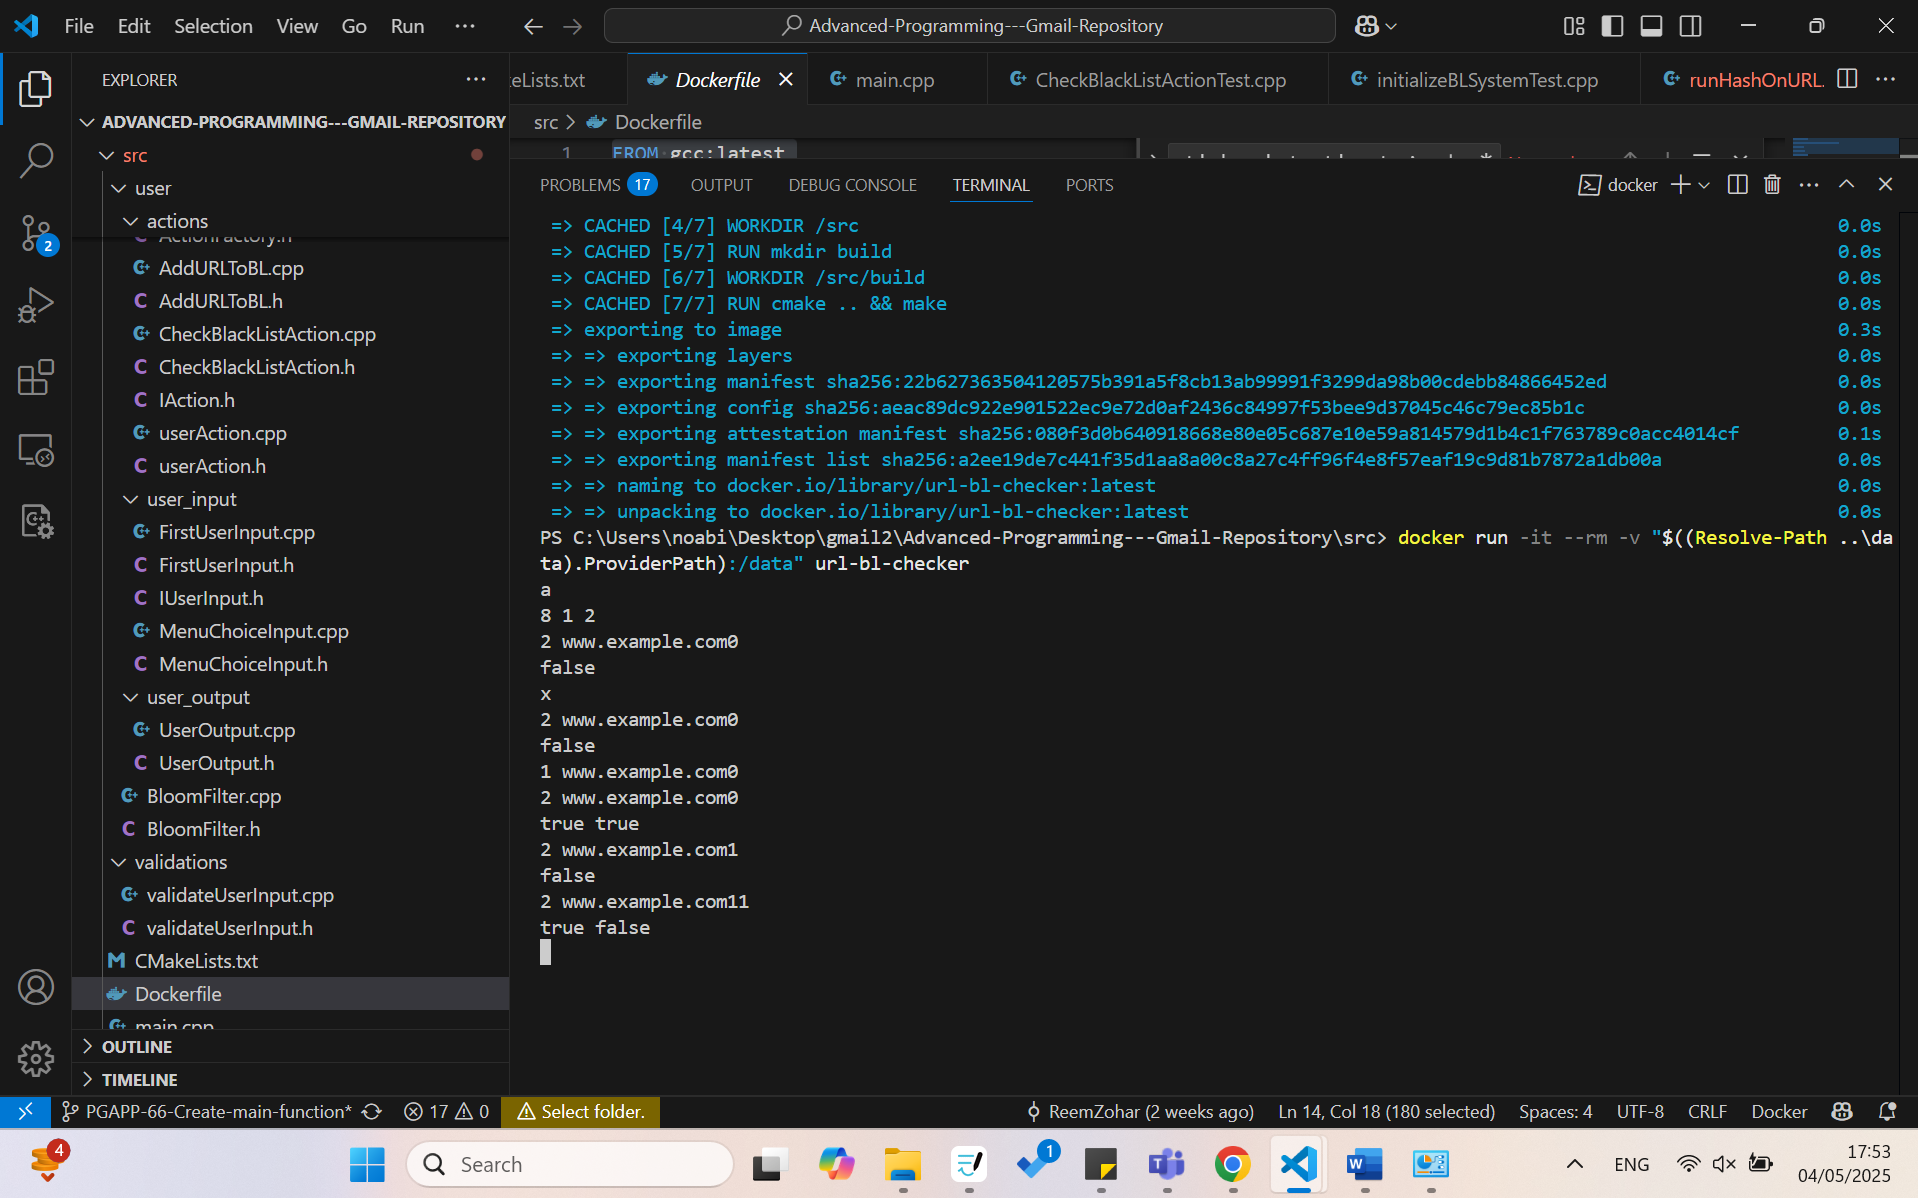 File Edit Selection View Go Run ··· Advanced-Programming---Gmail-Repository
EXPLORER
eLists.txt Dockerfile main.cpp CheckBlackListActionTest.cpp initializeBLSystemTest.cpp runHashOnURL.
ADVANCED-PROGRAMMING---GMAIL-REPOSITORY
src > Dockerfile
1 FROM gcc:latest
src
user
actions
ActionFactory.h
AddURLToBL.cpp
AddURLToBL.h
CheckBlackListAction.cpp
CheckBlackListAction.h
IAction.h
userAction.cpp
userAction.h
user_input
FirstUserInput.cpp
FirstUserInput.h
IUserInput.h
MenuChoiceInput.cpp
MenuChoiceInput.h
user_output
UserOutput.cpp
UserOutput.h
BloomFilter.cpp
BloomFilter.h
validations
validateUserInput.cpp
validateUserInput.h
CMakeLists.txt
Dockerfile
main.cpp
OUTLINE
TIMELINE
2
PROBLEMS 17 OUTPUT DEBUG CONSOLE TERMINAL PORTS docker
=> CACHED [4/7] WORKDIR /src 0.0s
=> CACHED [5/7] RUN mkdir build 0.0s
=> CACHED [6/7] WORKDIR /src/build 0.0s
=> CACHED [7/7] RUN cmake .. && make 0.0s
=> exporting to image 0.3s
=> => exporting layers 0.0s
=> => exporting manifest sha256:22b627363504120575b391a5f8cb13ab99991f3299da98b00cdebb84866452ed 0.0s
=> => exporting config sha256:aeac89dc922e901522ec9e72d0af2436c84997f53bee9d37045c46c79ec85b1c 0.0s
=> => exporting attestation manifest sha256:080f3d0b640918668e80e05c687e10e59a814579d1b4c1f763789c0acc4014cf 0.1s
=> => exporting manifest list sha256:a2ee19de7c441f35d1aa8a00c8a27c4ff96f4e8f57eaf19c9d81b7872a1db00a 0.0s
=> => naming to docker.io/library/url-bl-checker:latest 0.0s
=> => unpacking to docker.io/library/url-bl-checker:latest 0.0s
PS C:\Users\noabi\Desktop\gmail2\Advanced-Programming---Gmail-Repository\src> docker run -it --rm -v "$((Resolve-Path ..\da
ta).ProviderPath):/data" url-bl-checker
a
8 1 2
2 www.example.com0
false
x
2 www.example.com0
false
1 www.example.com0
2 www.example.com0
true true
2 www.example.com1
false
2 www.example.com11
true false
PGAPP-66-Create-main-function* 17 0 Select folder. ReemZohar (2 weeks ago) Ln 14, Col 18 (180 selected) Spaces: 4 UTF-8 CRLF Docker
4 Search 1 ENG 17:53
04/05/2025